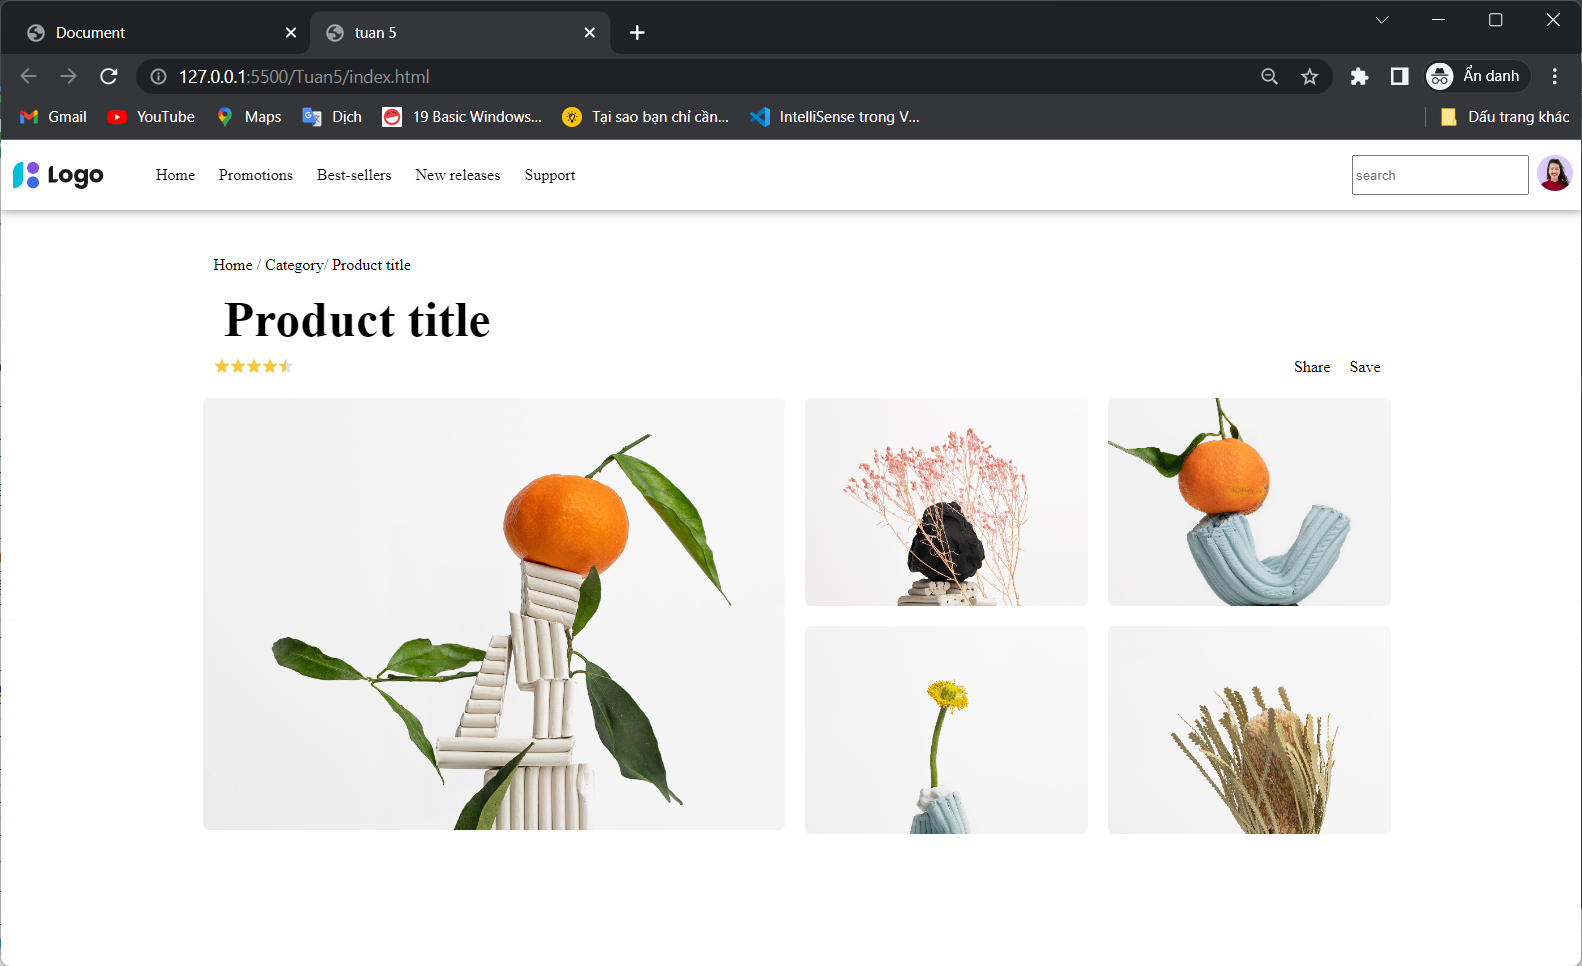 Document
tuan 5
127.0.0.1:5500/Tuan5/index.html
Ẩn danh
Gmail
YouTube
Maps
Dịch
19 Basic Windows...
Tại sao bạn chỉ cần...
IntelliSense trong V...
Dấu trang khác
Logo
Home
Promotions
Best-sellers
New releases
Support
search
Home / Category/ Product title
Product title
Share
Save